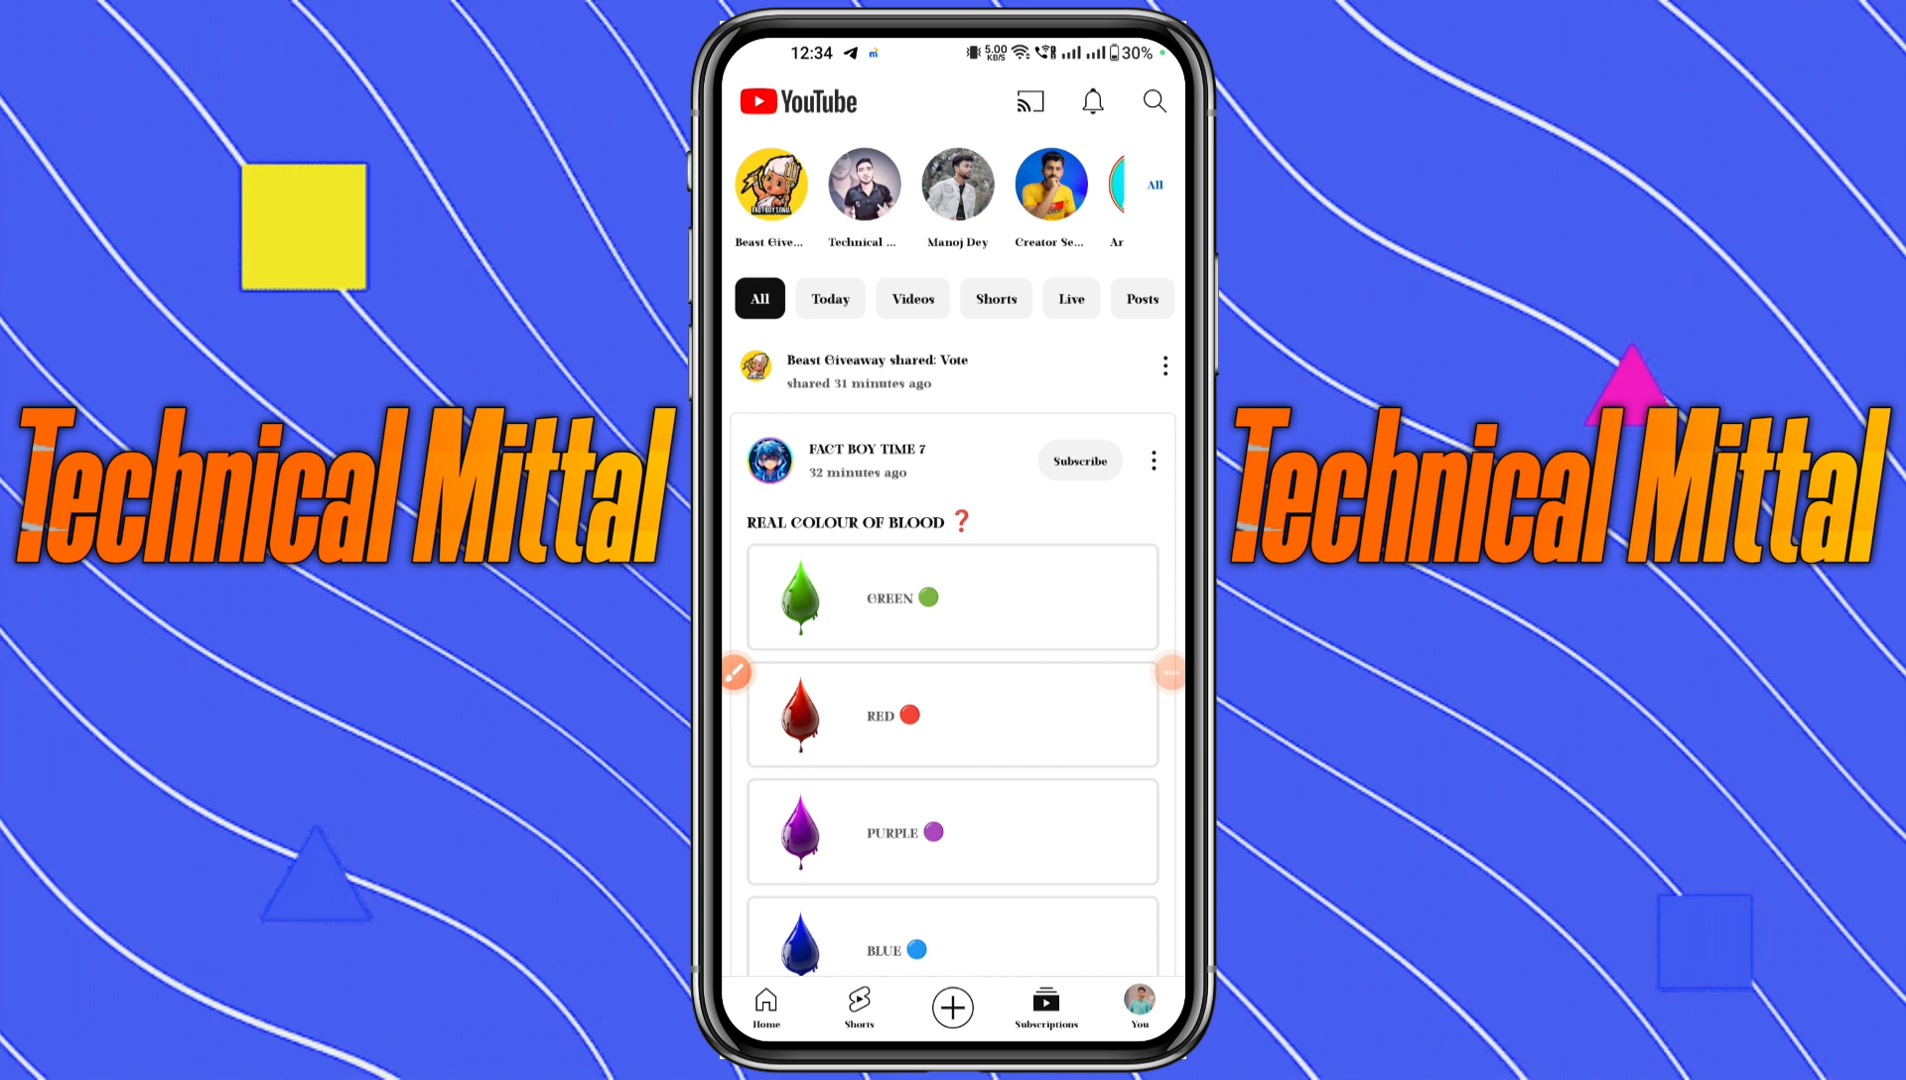 12:34
5.00
KB/S
30%
YouTube
All
Beast Give...
Technical ...
Manoj Dey
Creator Se...
Ar
All
Today
Videos
Shorts
Live
Posts
Beast Giveaway shared: Vote
shared 31 minutes ago
FACT BOY TIME 7
32 minutes ago
Subscribe
REAL COLOUR OF BLOOD ❓
GREEN 🟢
RED 🔴
PURPLE 🟣
BLUE 🔵
Home
Shorts
Subscriptions
You
Technical Mittal
Technical Mittal